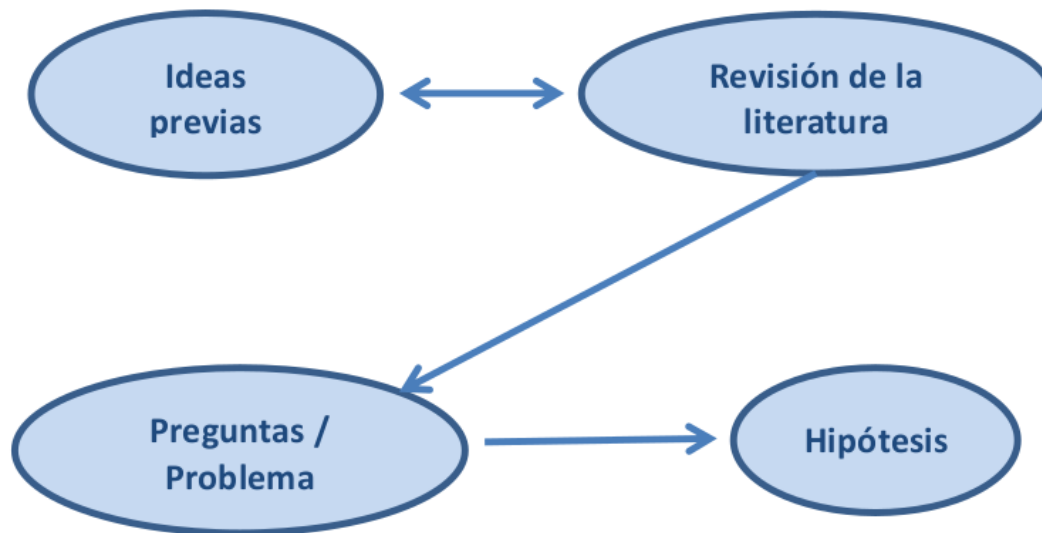 Ideas
previas
Revisión de la
literatura
Preguntas /
Problema
Hipótesis